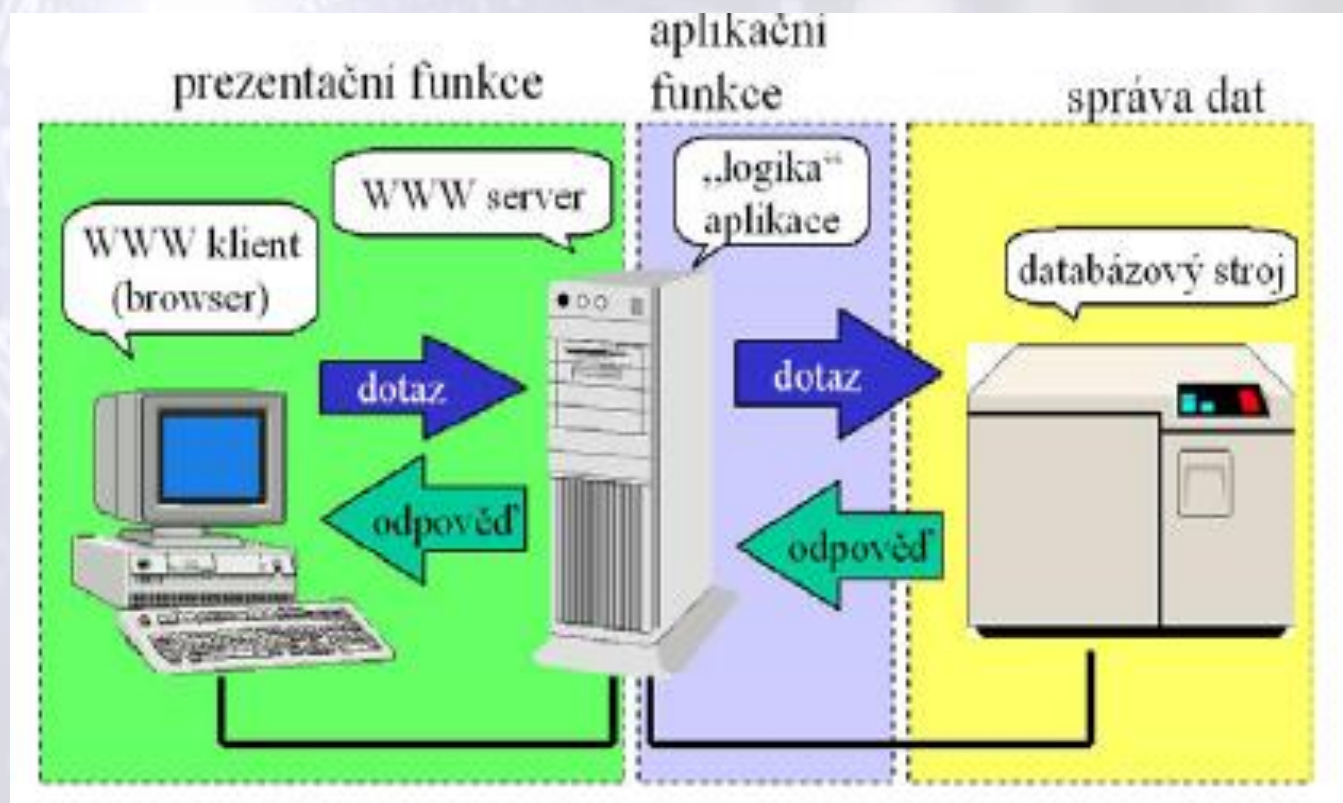 prezentační funkce
aplikační
funkce
správa dat
WWW klient
(browser)
WWW server
„logika“
aplikace
databázový stroj
dotaz
dotaz
odpověď
odpověď